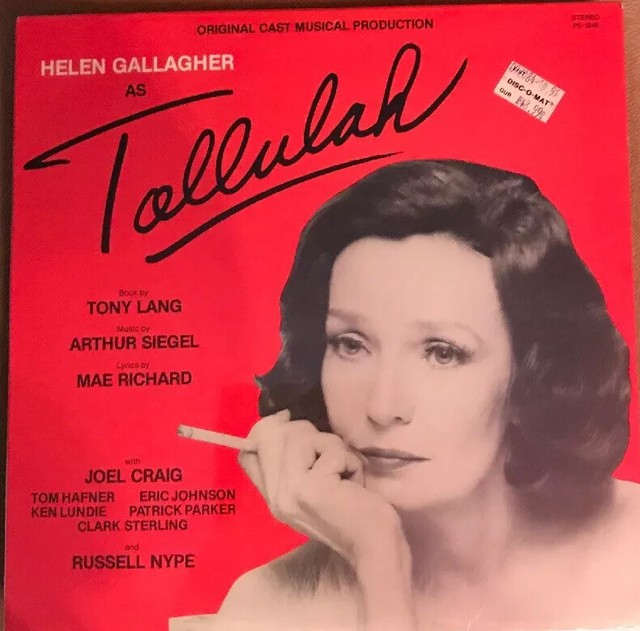 ORIGINAL CAST MUSICAL PRODUCTION
STEREO
HELEN GALLAGHER
AS
Tallulah
DISC-O-MAT
OUR
Book by
TONY LANG
Music by
ARTHUR SIEGEL
Lyrics by
MAE RICHARD
with
JOEL CRAIG
TOM HAFNER ERIC JOHNSON
KEN LUNDIE PATRICK PARKER
CLARK STERLING
and
RUSSELL NYPE